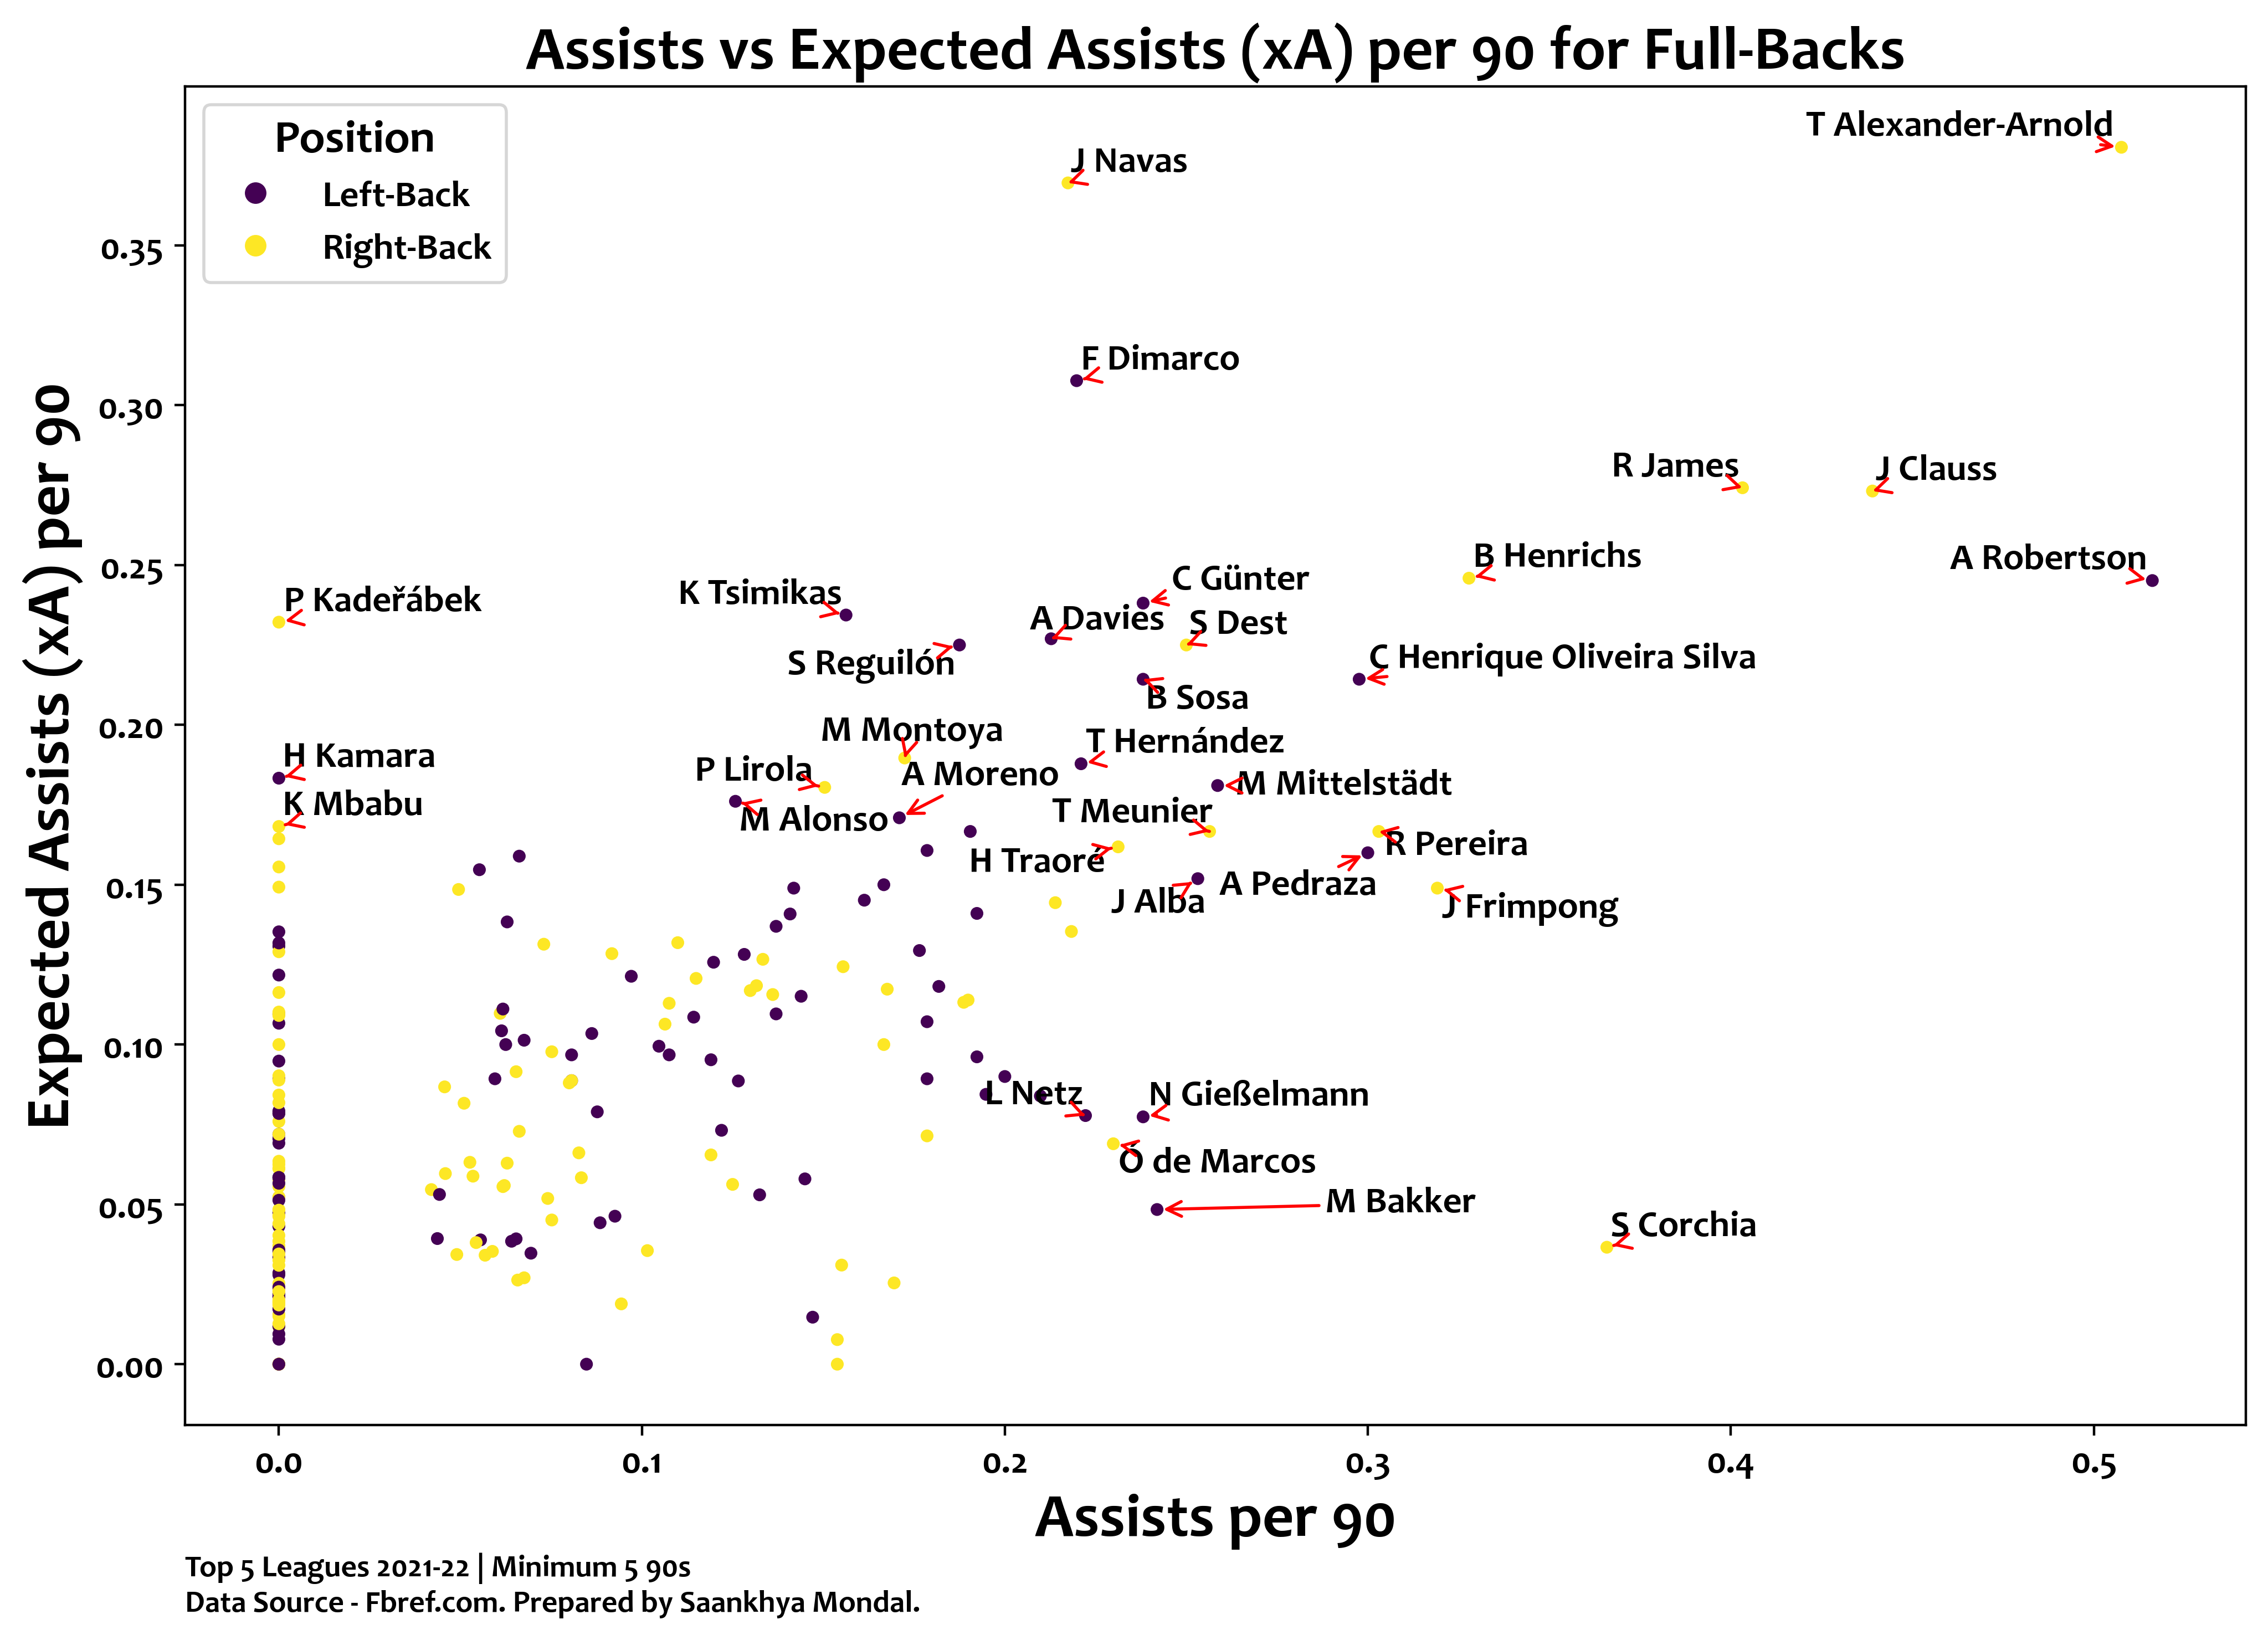 Assists vs Expected Assists (xA) per 90 for Full-Backs
Position
Left-Back
Right-Back
T Alexander-Arnold
J Navas
F Dimarco
R James
J Clauss
B Henrichs
A Robertson
C Günter
K Tsimikas
P Kadeřábek
A Davies
S Dest
S Reguilón
C Henrique Oliveira Silva
B Sosa
M Montoya
T Hernández
H Kamara
P Lirola
A Moreno
M Mittelstädt
K Mbabu
M Alonso
T Meunier
R Pereira
H Traoré
A Pedraza
J Alba
J Frimpong
L Netz
N Gießelmann
Ó de Marcos
M Bakker
S Corchia
Expected Assists (xA) per 90
0.35
0.30
0.25
0.20
0.15
0.10
0.05
0.00
0.0
0.1
0.2
0.3
0.4
0.5
Assists per 90
Top 5 Leagues 2021-22 | Minimum 5 90s
Data Source - Fbref.com. Prepared by Saankhya Mondal.